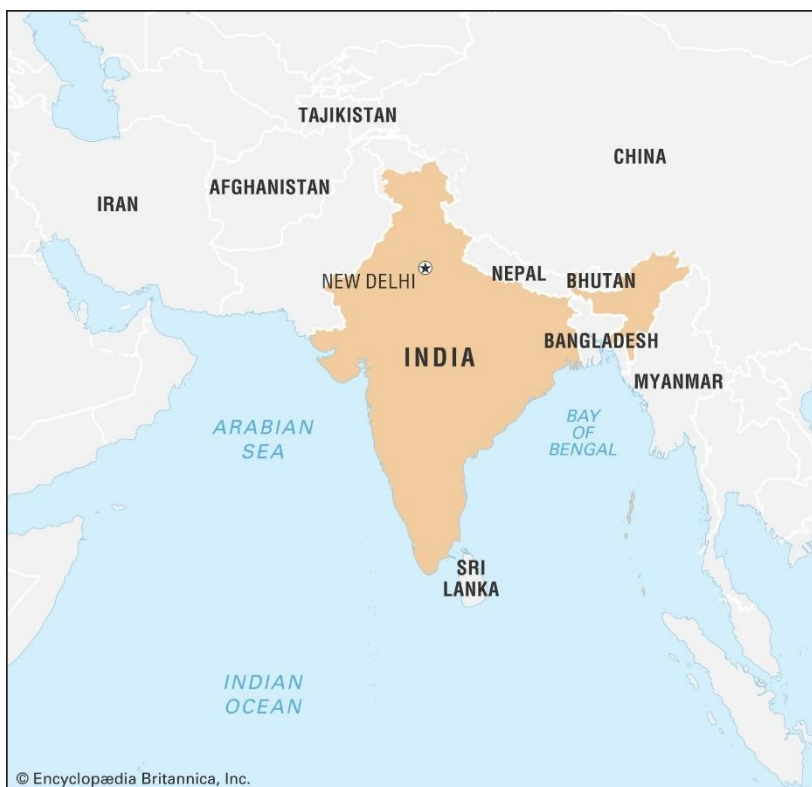 TAJIKISTAN
CHINA
AFGHANISTAN
IRAN
NEW DELHI
NEPAL
BHUTAN
INDIA
BANGLADESH
MYANMAR
ARABIAN
SEA
BAY
OF
BENGAL
SRI
LANKA
INDIAN
OCEAN
© Encyclopædia Britannica, Inc.